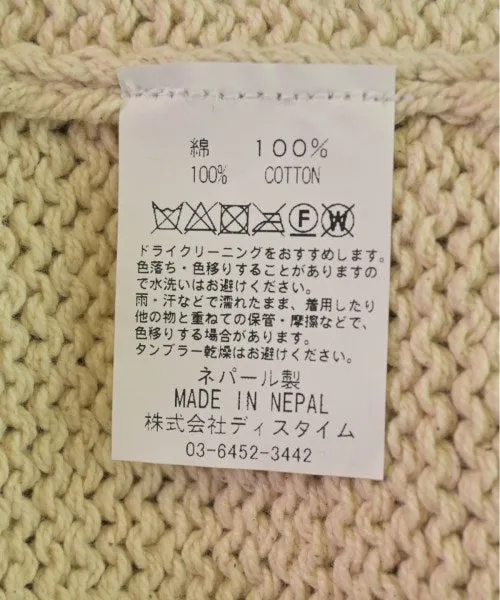 綿 100%
100% COTTON
F W
ドライクリーニングをおすすめします。
色落ち・色移りすることがありますの
で水洗いはお避けください。
雨・汗などで濡れたまま、着用したり
他の物と重ねての保管・摩擦などで、
色移りする場合があります。
タンブラー乾燥はお避けください。
ネパール製
MADE IN NEPAL
株式会社ディスタイム
03-6452-3442